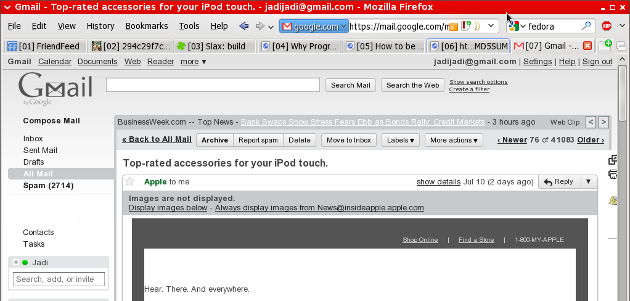 Gmail - Top-rated accessories for your iPod touch. - jadijadi@gmail.com - Mozilla Firefox
File Edit View History Bookmarks Tools Help google.com https://mail.google.com/m fedora
[01] FriendFeed [02] 294c29f7c... [03] Slax: build [04] Why Progr... [05] How to be ... [06] ht...MD5SUM [07] Gmail -...
Gmail Calendar Documents Web Reader more ▼ jadijadi@gmail.com | Settings | Help | Sign out
Gmail by Google Search Mail Search the Web Show search options
Create a filter
Compose Mail
BusinessWeek.com -- Top News - Bank Swaps Show Stress Fears Ebb as Bonds Rally: Credit Markets - 3 hours ago Web Clip < >
Inbox
« Back to All Mail Archive Report spam Delete Move to Inbox Labels ▼ More actions ▼ ‹ Newer 76 of 41083 Older ›
Sent Mail
Drafts
All Mail
Spam (2714)
Top-rated accessories for your iPod touch.
Apple to me show details Jul 10 (2 days ago) Reply ▼
Images are not displayed.
Display images below - Always display images from News@insideapple.apple.com
Contacts
Tasks
Shop Online | Find a Store | 1-800-MY-APPLE
Jadi
Search, add, or invite
Hear. There. And everywhere.